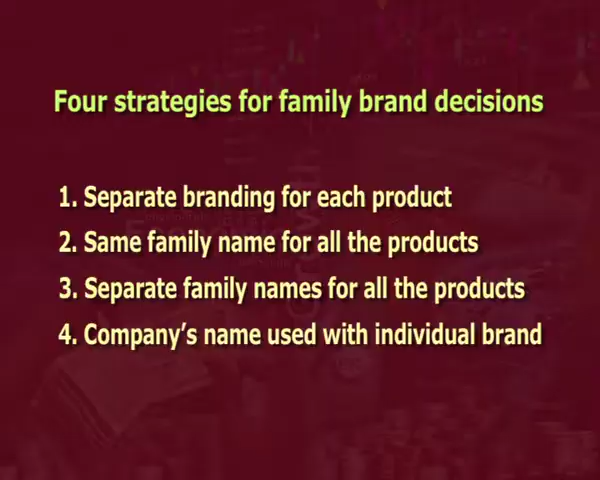 Four strategies for family brand decisions
1. Separate branding for each product
2. Same family name for all the products
3. Separate family names for all the products
4. Company's name used with individual brand